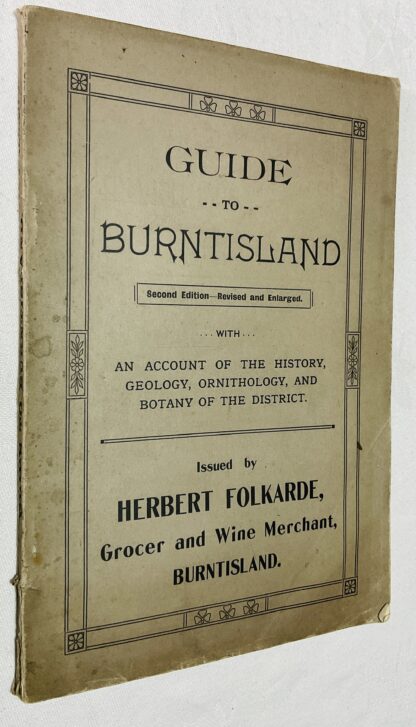 GUIDE
- - TO - -
BURNTISLAND
Second Edition—Revised and Enlarged.
... WITH ...
AN ACCOUNT OF THE HISTORY,
GEOLOGY, ORNITHOLOGY, AND
BOTANY OF THE DISTRICT.
Issued by
HERBERT FOLKARDE,
Grocer and Wine Merchant,
BURNTISLAND.